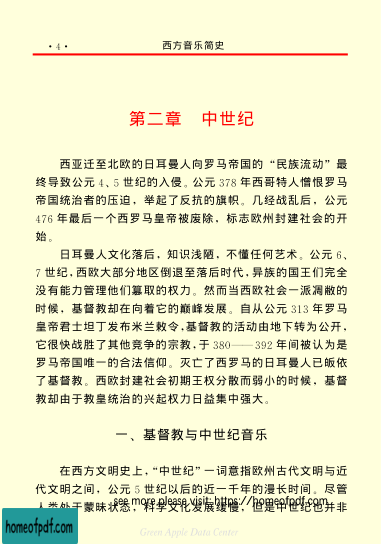 · 4 ·
西方音乐简史
第二章 中世纪
西亚迁至北欧的日耳曼人向罗马帝国的“民族流动”最
终导致公元 4、5 世纪的入侵。公元 378 年西哥特人憎恨罗马
帝国统治者的压迫，举起了反抗的旗帜。几经战乱后，公元
476 年最后一个西罗马皇帝被废除，标志欧州封建社会的开
始。
日耳曼人文化落后，知识浅陋，不懂任何艺术。公元 6、
7 世纪，西欧大部分地区倒退至落后时代，异族的国王们完全
没有能力管理他们篡取的权力。然而当西欧社会一派凋敝的
时候，基督教却在向着它的巅峰发展。自从公元 313 年罗马
皇帝君士坦丁发布米兰敕令，基督教的活动由地下转为公开，
它很快战胜了其他竞争的宗教，于 380——392 年间被认为是
罗马帝国唯一的合法信仰。灭亡了西罗马的日耳曼人已皈依
了基督教。西欧封建社会初期王权分散而弱小的时候，基督
教却由于教皇统治的兴起权力日益集中强大。
一、基督教与中世纪音乐
在西方文明史上，“中世纪”一词意指欧州古代文明与近
代文明之间，公元 5 世纪以后的近一千年的漫长时间。尽管
see more please visit: https://homeofpdf.com
人类处于蒙昧状态，科学文化发展缓慢，但是中世纪也并非
homeofpdf.com
Green Apple Data Center